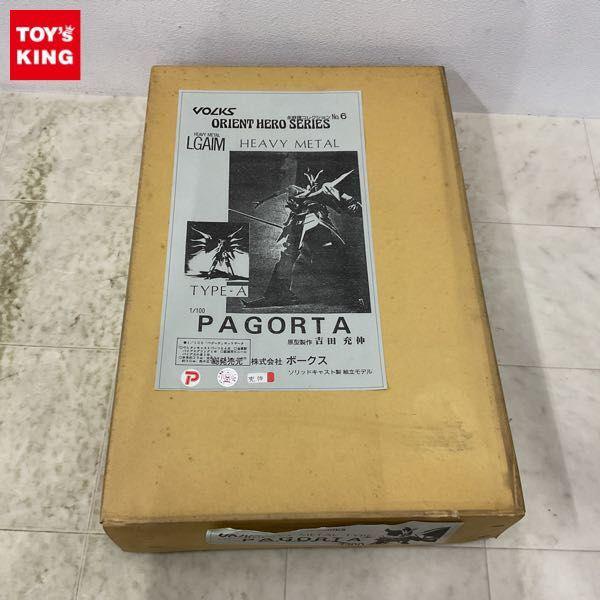 TOY's
KING
VOLKS
ORIENT HERO SERIES No.6
HEAVY METAL
LGAIM HEAVY METAL
TYPE-A
1/100
PAGORTA
原型製作 吉田 充伸
株式会社 ボークス
ソリッドキャスト製 組立モデル
PAGORTA